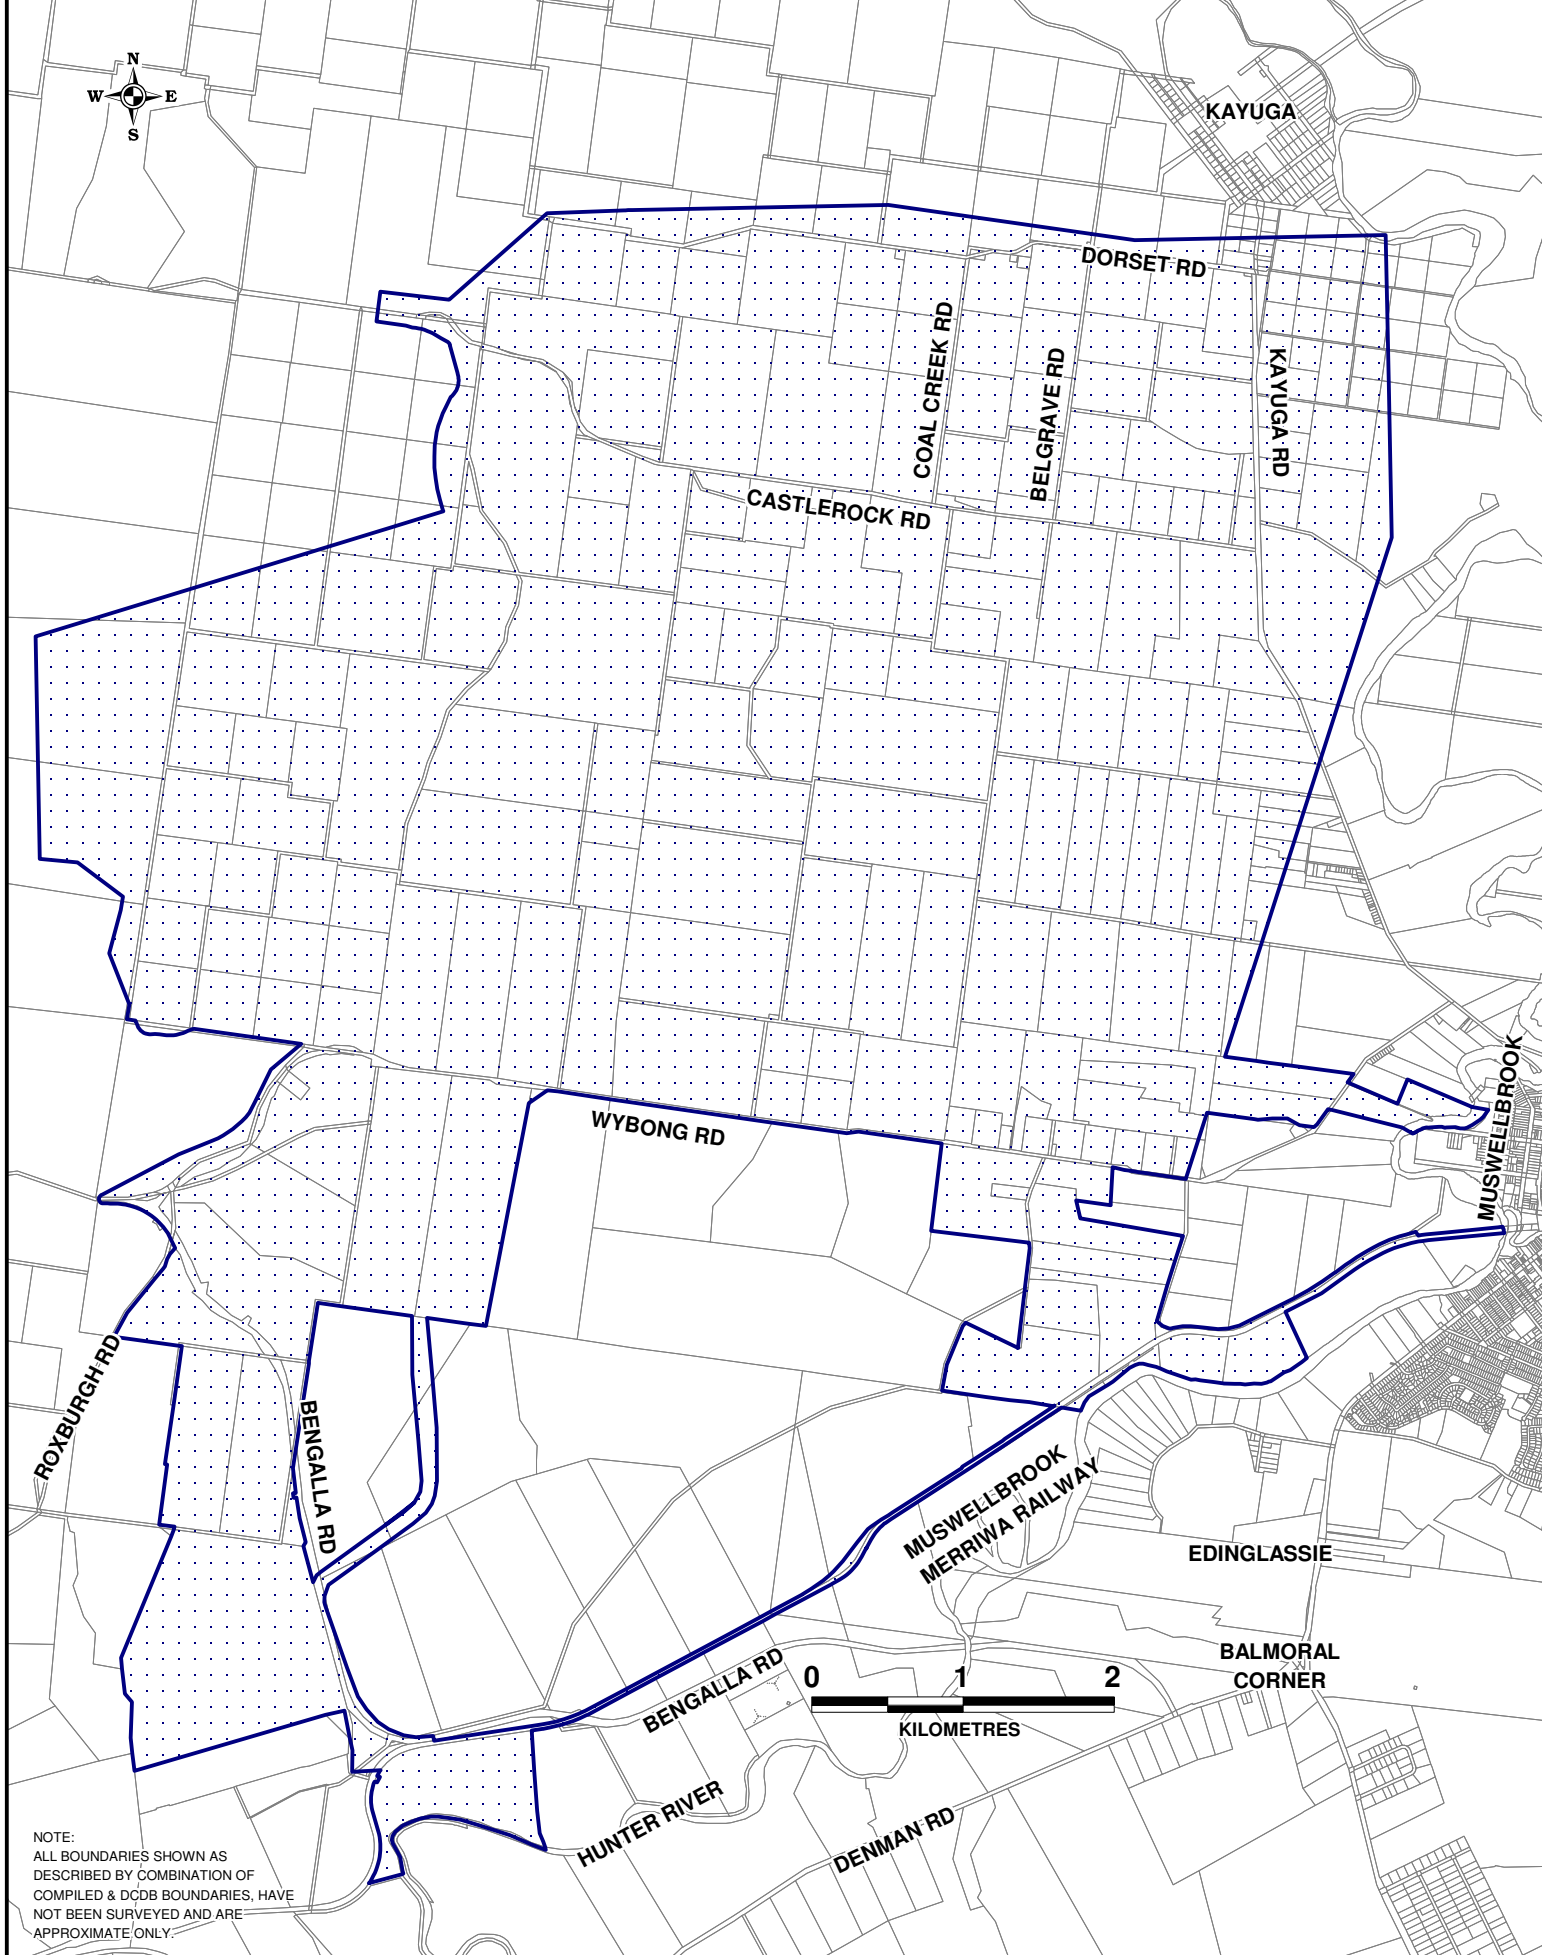 N
W
E
S
KAYUGA
DORSET RD
COAL CREEK RD
BELGRAVE RD
KAYUGA RD
CASTLEROCK RD
MUSWELLBROOK
WYBONG RD
ROXBURGH RD
BENGALLA RD
MUSWELLBROOK
MERRIWA RAILWAY
EDINGLASSIE
BALMORAL
CORNER
BENGALLA RD
0 1 2
KILOMETRES
HUNTER RIVER
DENMAN RD
NOTE:
ALL BOUNDARIES SHOWN AS
DESCRIBED BY COMBINATION OF
COMPILED & DCDB BOUNDARIES, HAVE
NOT BEEN SURVEYED AND ARE
APPROXIMATE ONLY.